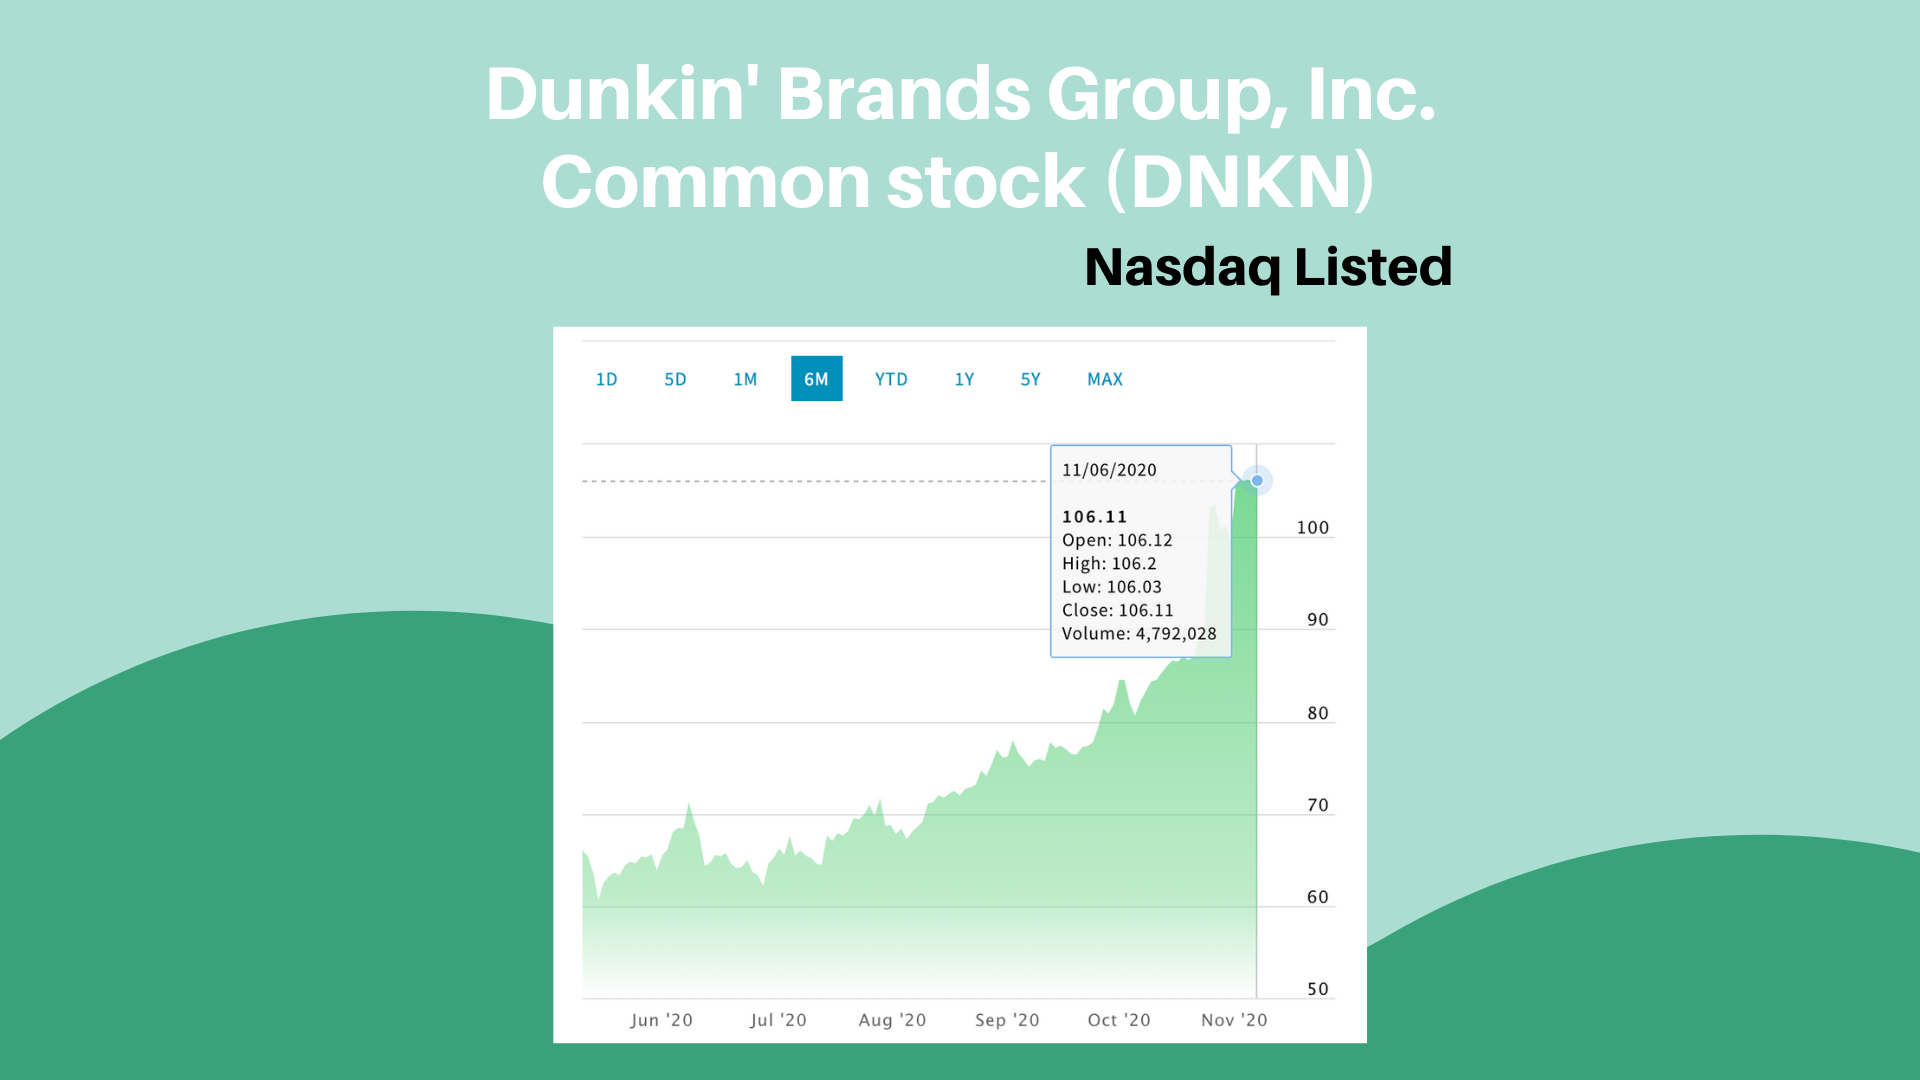 Dunkin' Brands Group, Inc.
Common stock (DNKN)
Nasdaq Listed
1D 5D 1M 6M YTD 1Y 5Y MAX
11/06/2020
106.11
Open: 106.12
High: 106.2
Low: 106.03
Close: 106.11
Volume: 4,792,028
100
90
80
70
60
50
Jun '20 Jul '20 Aug '20 Sep '20 Oct '20 Nov '20